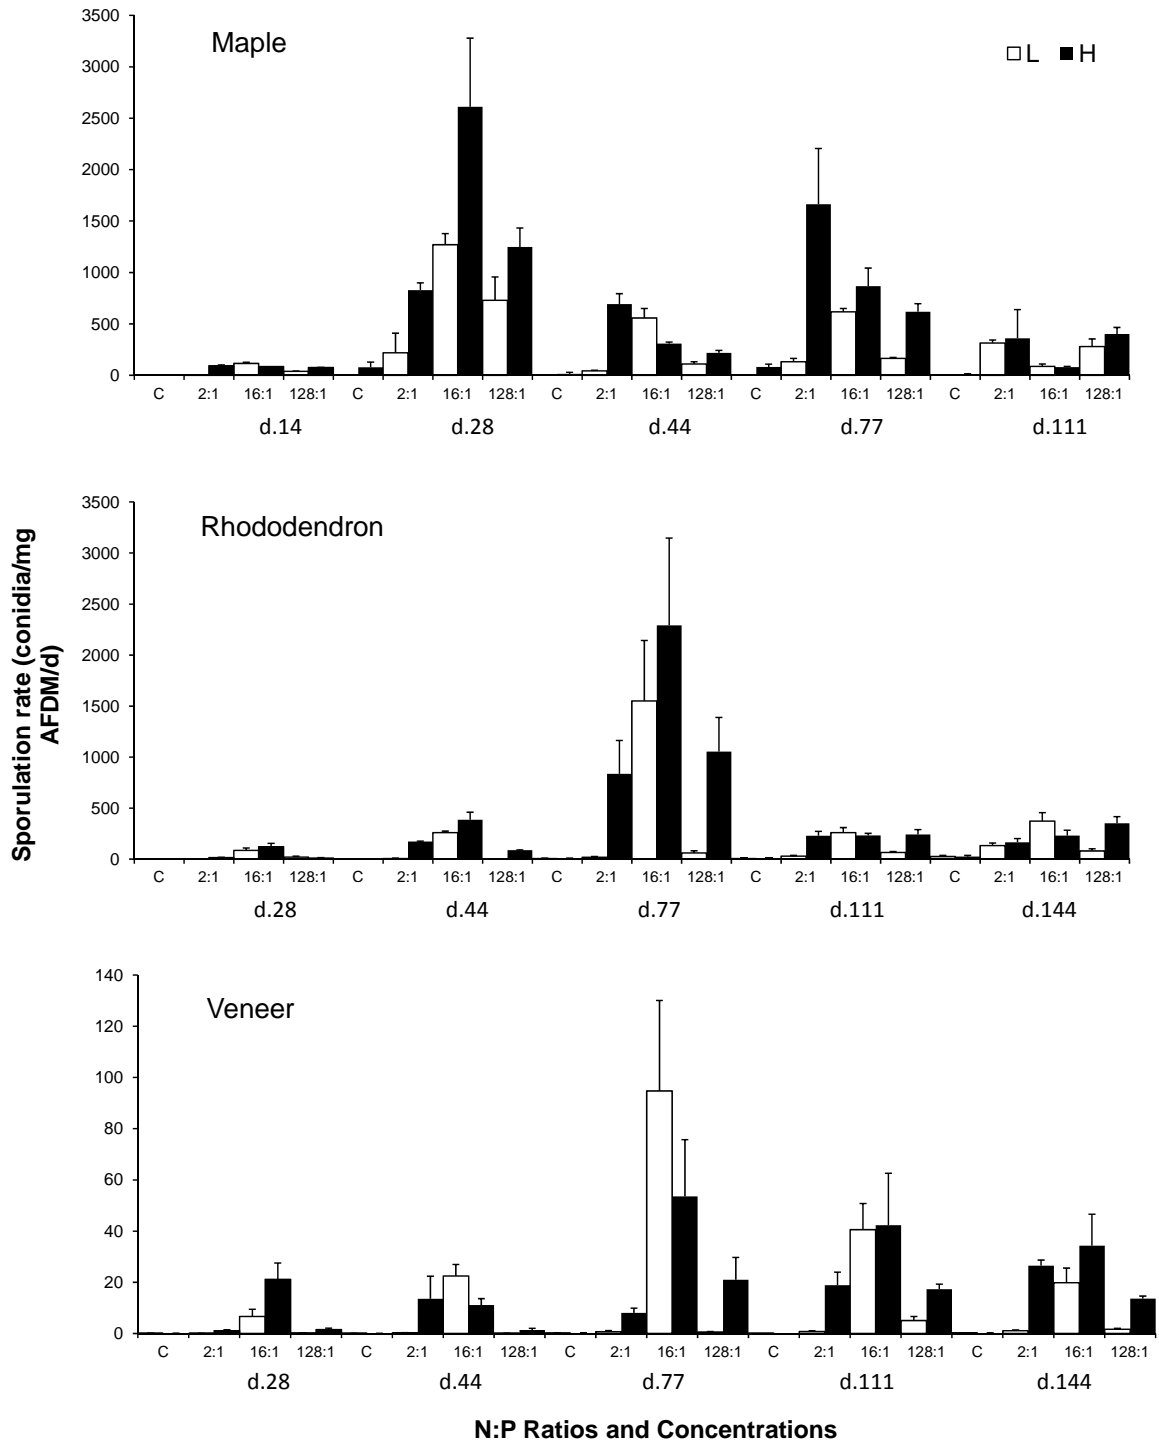 Maple
L H
3500
3000
2500
2000
1500
1000
500
0
C 2:1 16:1 128:1 C 2:1 16:1 128:1 C 2:1 16:1 128:1 C 2:1 16:1 128:1 C 2:1 16:1 128:1
d.14 d.28 d.44 d.77 d.111
Sporulation rate (conidia/mg
AFDM/d)
Rhododendron
3500
3000
2500
2000
1500
1000
500
0
C 2:1 16:1 128:1 C 2:1 16:1 128:1 C 2:1 16:1 128:1 C 2:1 16:1 128:1 C 2:1 16:1 128:1
d.28 d.44 d.77 d.111 d.144
Veneer
140
120
100
80
60
40
20
0
C 2:1 16:1 128:1 C 2:1 16:1 128:1 C 2:1 16:1 128:1 C 2:1 16:1 128:1 C 2:1 16:1 128:1
d.28 d.44 d.77 d.111 d.144
N:P Ratios and Concentrations